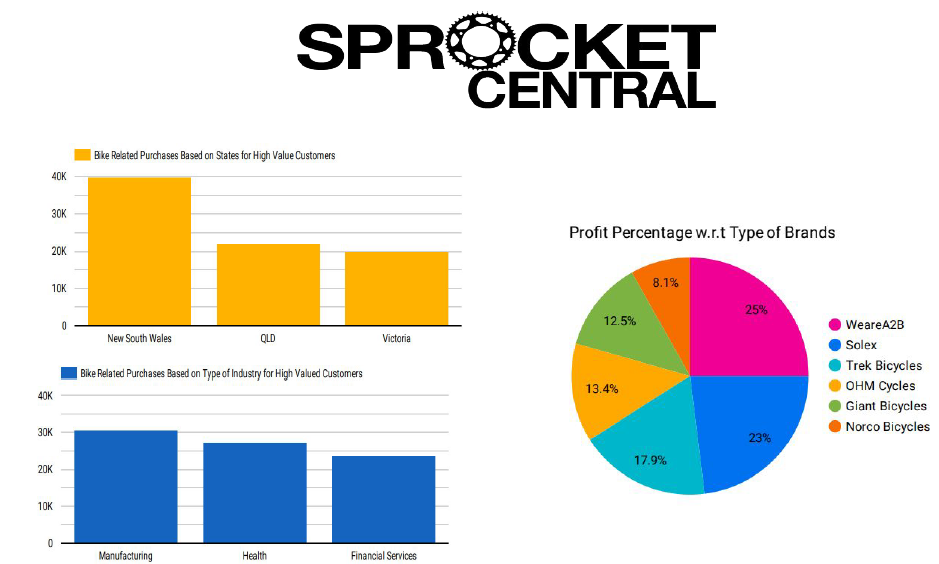 SPROCKET
CENTRAL
Bike Related Purchases Based on States for High Value Customers
40K
30K
20K
10K
0
New South Wales
QLD
Victoria
Bike Related Purchases Based on Type of Industry for High Valued Customers
40K
30K
20K
10K
0
Manufacturing
Health
Financial Services
Profit Percentage w.r.t Type of Brands
8.1%
25%
12.5%
13.4%
23%
17.9%
WeareA2B
Solex
Trek Bicycles
OHM Cycles
Giant Bicycles
Norco Bicycles